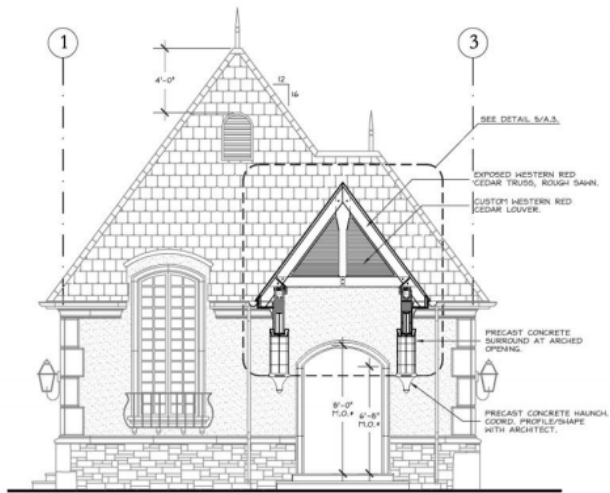 1
3
4'-0"
12
16
SEE DETAIL 5/A.3.
EXPOSED WESTERN RED
CEDAR TRUSS, ROUGH SAWN.
CUSTOM WESTERN RED
CEDAR LOUVER.
PRECAST CONCRETE
SURROUND AT ARCHED
OPENING.
8'-0"
M.O.±
6'-8"
M.O.±
PRECAST CONCRETE HAUNCH.
COORD. PROFILE/SHAPE
WITH ARCHITECT.